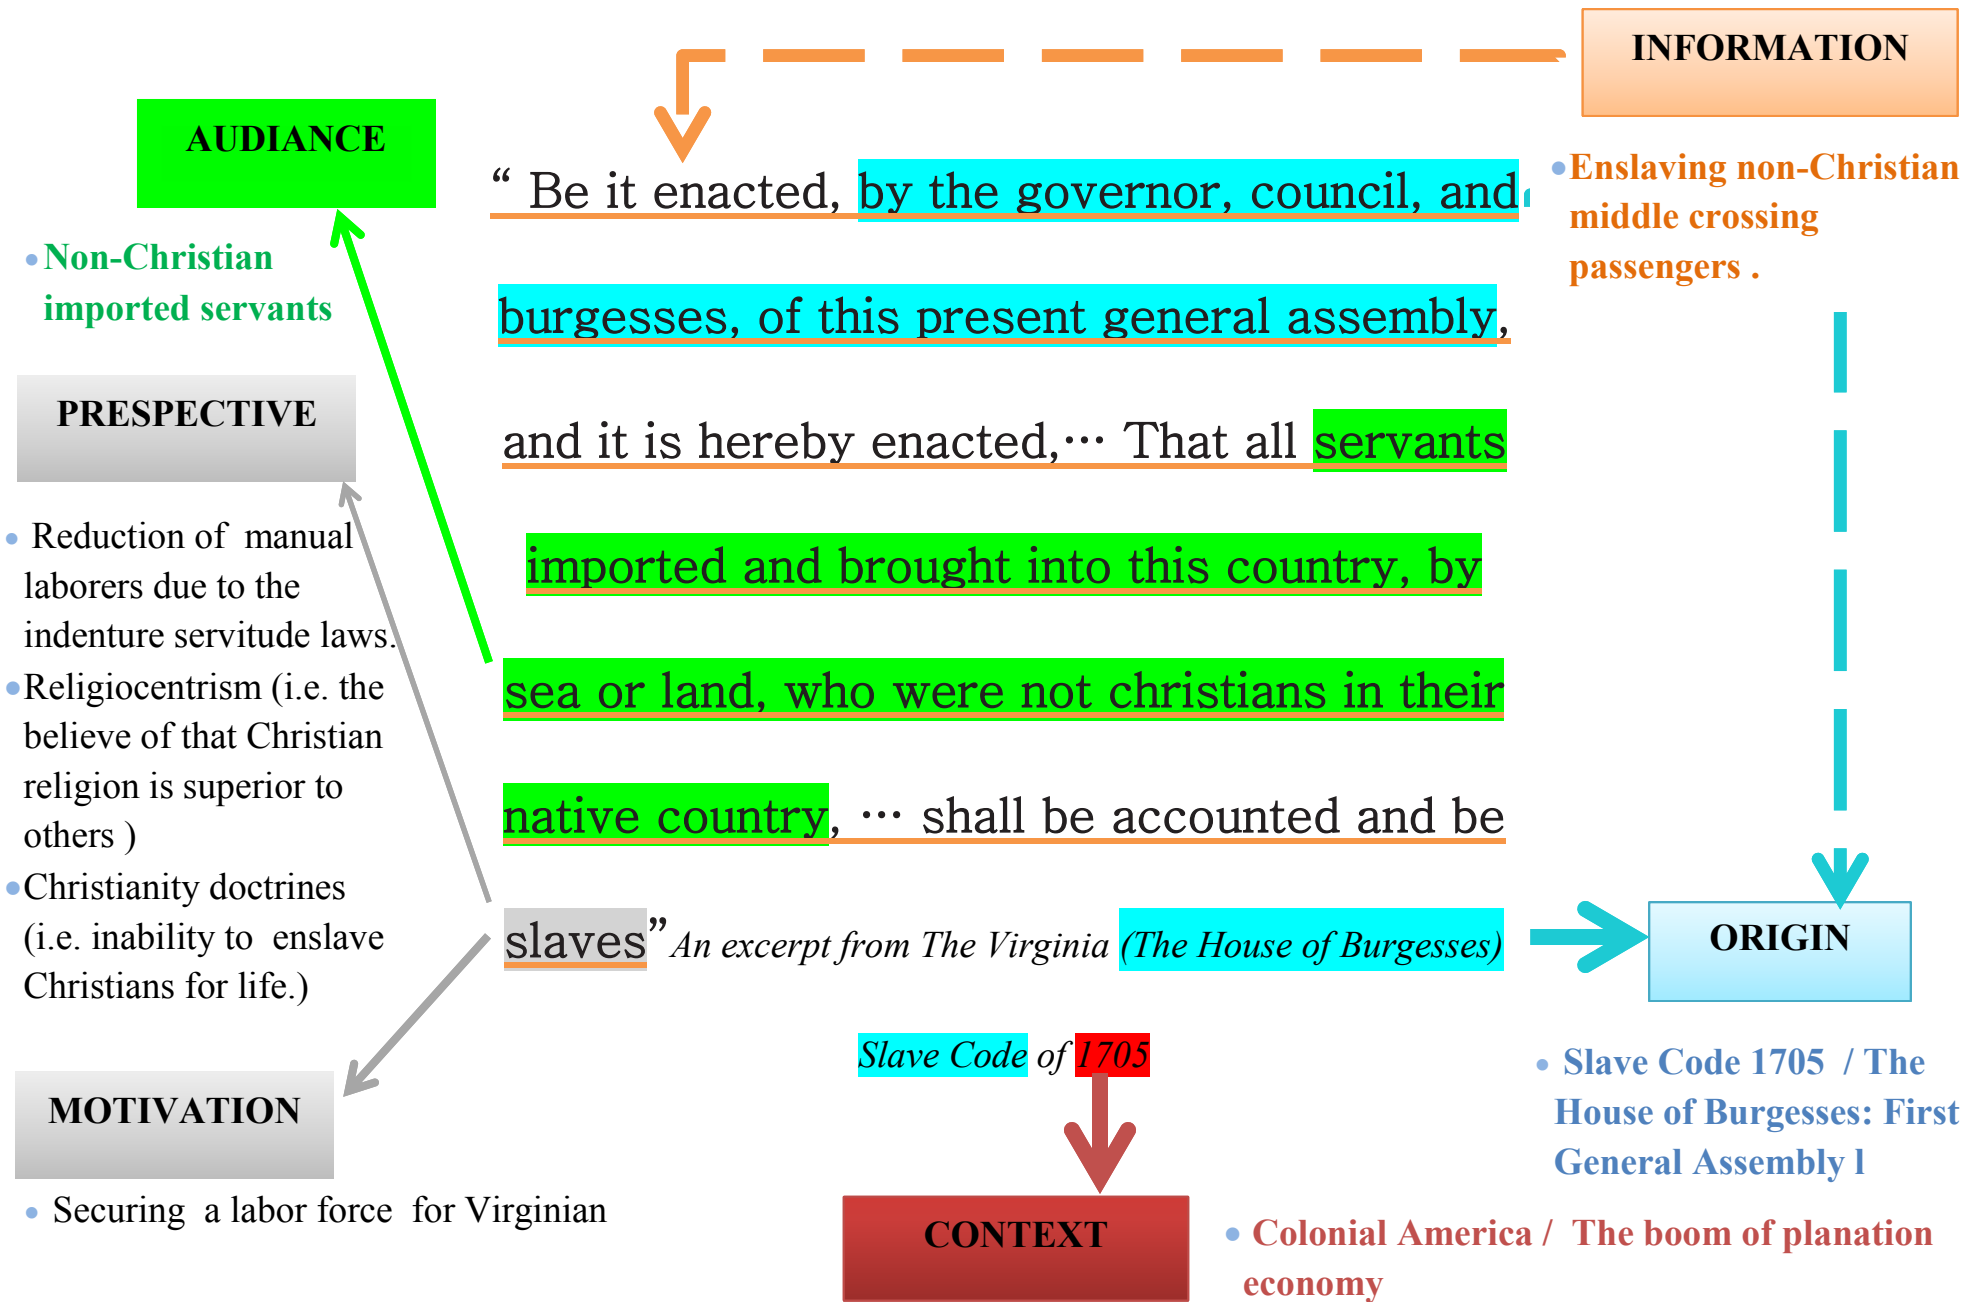 INFORMATION
AUDIANCE
“ Be it enacted, by the governor, council, and
burgesses, of this present general assembly,
and it is hereby enacted,… That all servants
imported and brought into this country, by
sea or land, who were not christians in their
native country, … shall be accounted and be
slaves” An excerpt from The Virginia (The House of Burgesses)
Slave Code of 1705
•Enslaving non-Christian
middle crossing
passengers .
•Non-Christian
imported servants
PRESPECTIVE
• Reduction of manual
laborers due to the
indenture servitude laws.
•Religiocentrism (i.e. the
believe of that Christian
religion is superior to
others )
•Christianity doctrines
(i.e. inability to enslave
Christians for life.)
MOTIVATION
• Securing a labor force for Virginian
ORIGIN
• Slave Code 1705 / The
House of Burgesses: First
General Assembly l
CONTEXT
• Colonial America / The boom of planation
economy